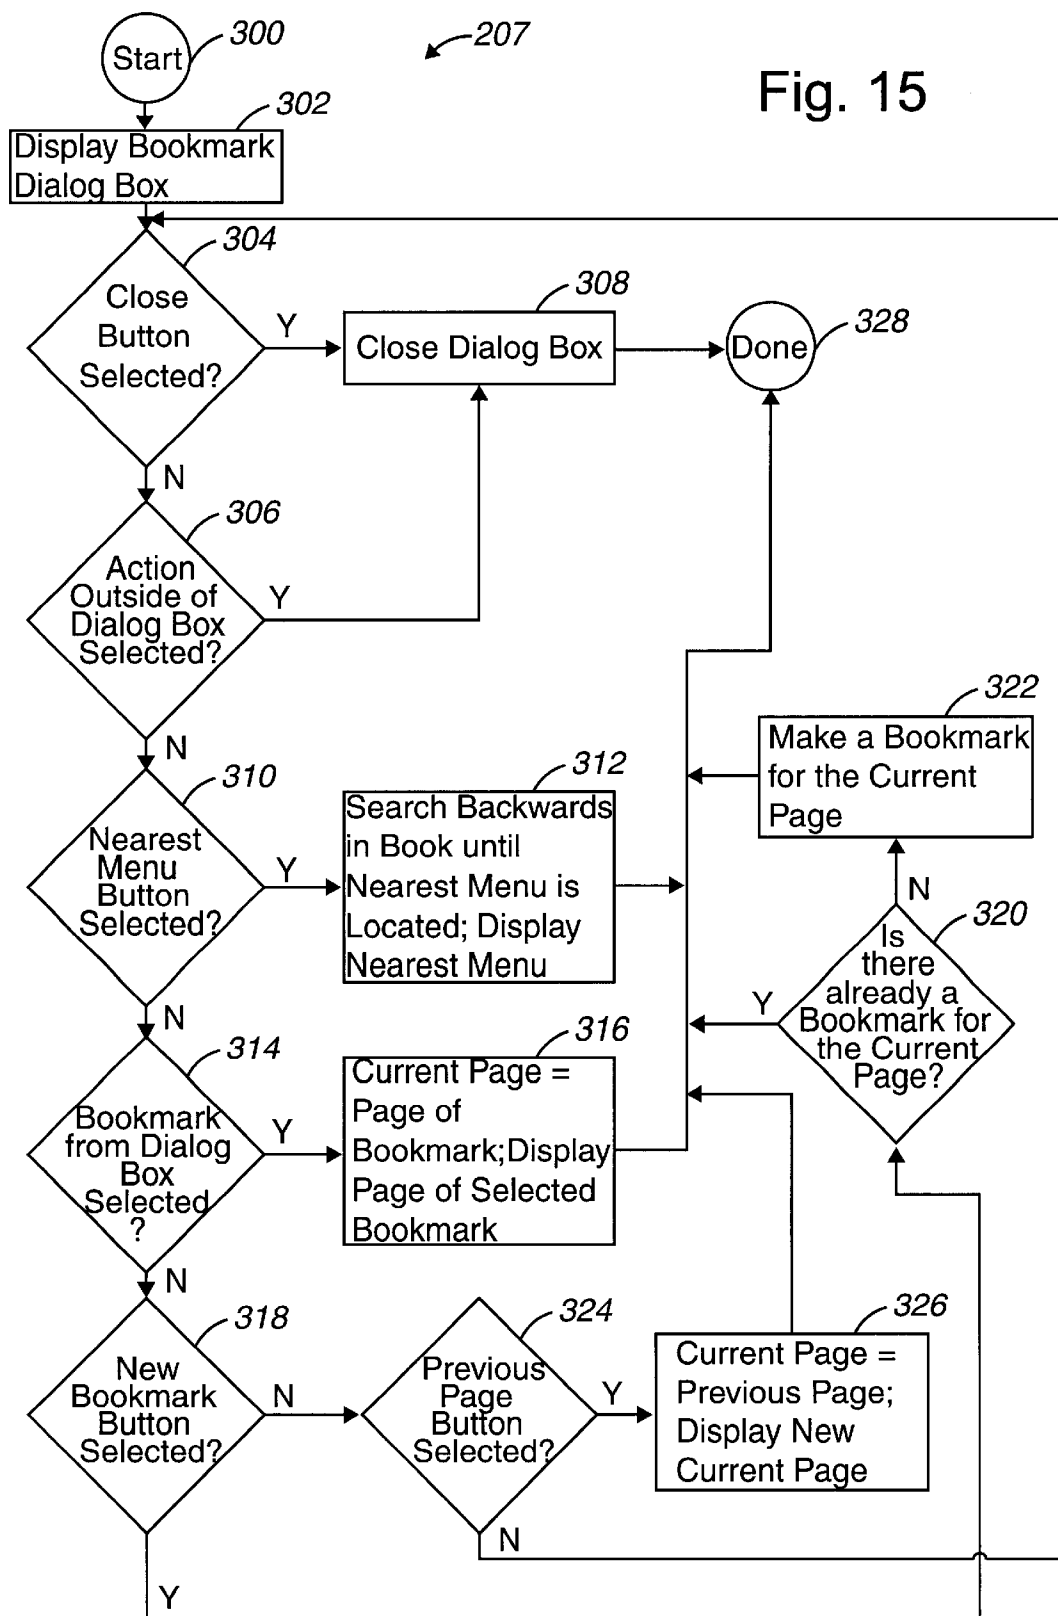 Start
300
207
Fig. 15
302
Display Bookmark
Dialog Box
304
Close
Button
Selected?
Y
308
Close Dialog Box
Done
328
N
306
Action
Outside of
Dialog Box
Selected?
Y
N
310
Nearest
Menu
Button
Selected?
Y
312
Search Backwards
in Book until
Nearest Menu is
Located; Display
Nearest Menu
322
Make a Bookmark
for the Current
Page
N
320
Is
there
already a
Bookmark for
the Current
Page?
Y
N
314
Bookmark
from Dialog
Box
Selected
?
Y
316
Current Page =
Page of
Bookmark;Display
Page of Selected
Bookmark
N
318
New
Bookmark
Button
Selected?
N
324
Previous
Page
Button
Selected?
Y
326
Current Page =
Previous Page;
Display New
Current Page
N
Y